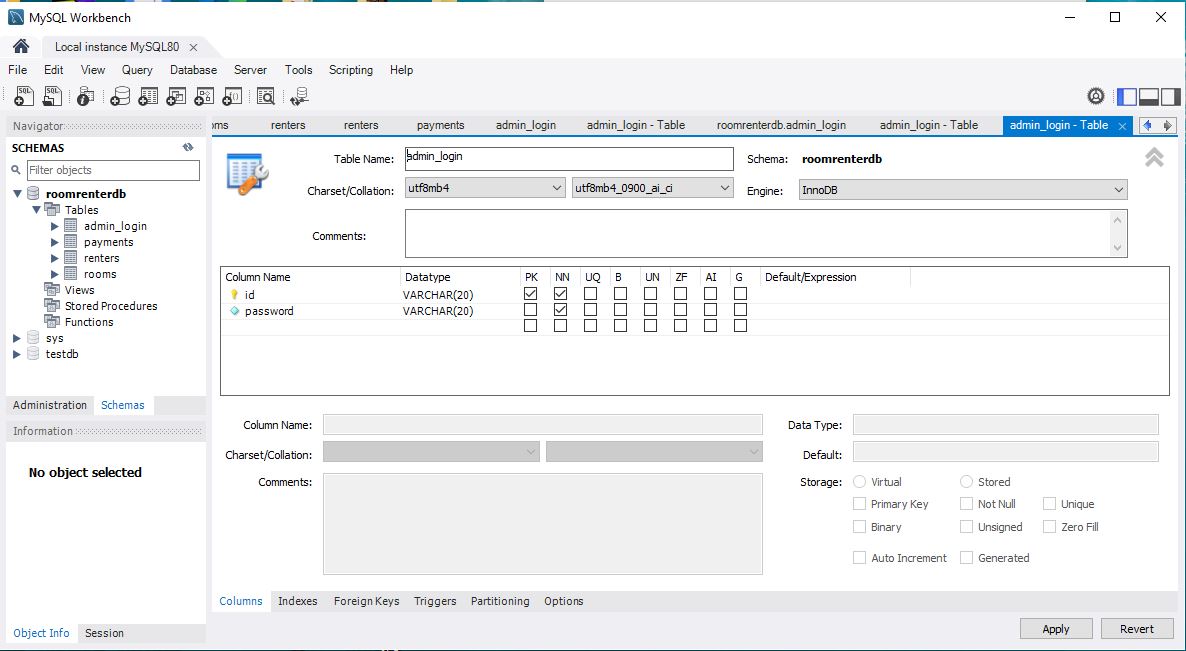 MySQL Workbench
Local instance MySQL80
File Edit View Query Database Server Tools Scripting Help
Navigator
SCHEMAS
Filter objects
roomrenterdb
Tables
admin_login
payments
renters
rooms
Views
Stored Procedures
Functions
sys
testdb
Administration Schemas
Information
No object selected
Object Info Session
oms renters renters payments admin_login admin_login - Table roomrenterdb.admin_login admin_login - Table admin_login - Table
Table Name: admin_login Schema: roomrenterdb
Charset/Collation: utf8mb4 utf8mb4_0900_ai_ci Engine: InnoDB
Comments:
Column Name Datatype PK NN UQ B UN ZF AI G Default/Expression
id VARCHAR(20)
password VARCHAR(20)
Column Name: Data Type:
Charset/Collation: Default:
Comments: Storage: Virtual Stored
Primary Key Not Null Unique
Binary Unsigned Zero Fill
Auto Increment Generated
Columns Indexes Foreign Keys Triggers Partitioning Options
Apply Revert